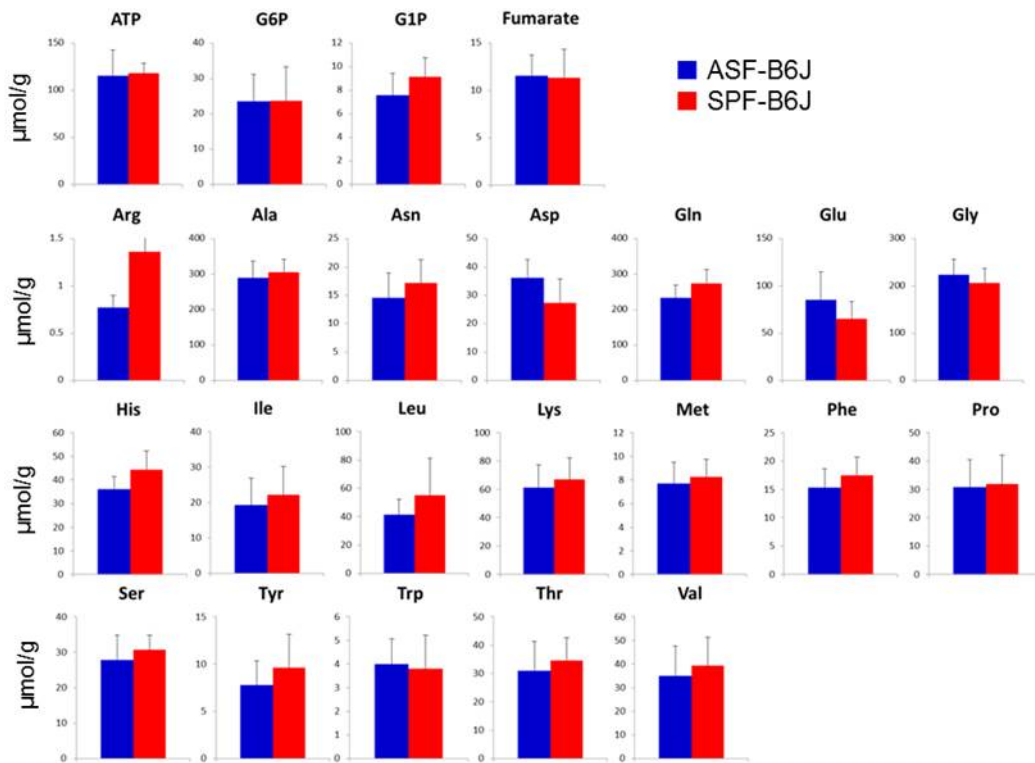 ATP G6P G1P Fumarate
150 40 12 15
100 30 10 10
50 20 8 5
0 10 6 0
0 4
2
0
µmol/g
ASF-B6J
SPF-B6J
Arg Ala Asn Asp Gln Glu Gly
1.5 400 25 50 400 150 300
1 300 20 40 300 100 200
0.5 200 15 30 200 50 100
0 100 10 20 100 0 0
0 5 10 0
0 0
µmol/g
His Ile Leu Lys Met Phe Pro
60 40 100 100 12 25 50
50 30 80 80 10 20 40
40 20 60 60 8 15 30
30 10 40 40 6 10 20
20 0 20 20 4 5 10
10 0 0 2 0 0
0 0
µmol/g
Ser Tyr Trp Thr Val
40 15 6 50 60
30 10 5 40 50
20 5 4 30 40
10 0 3 20 30
0 2 10 20
1 0 10
0 0
µmol/g